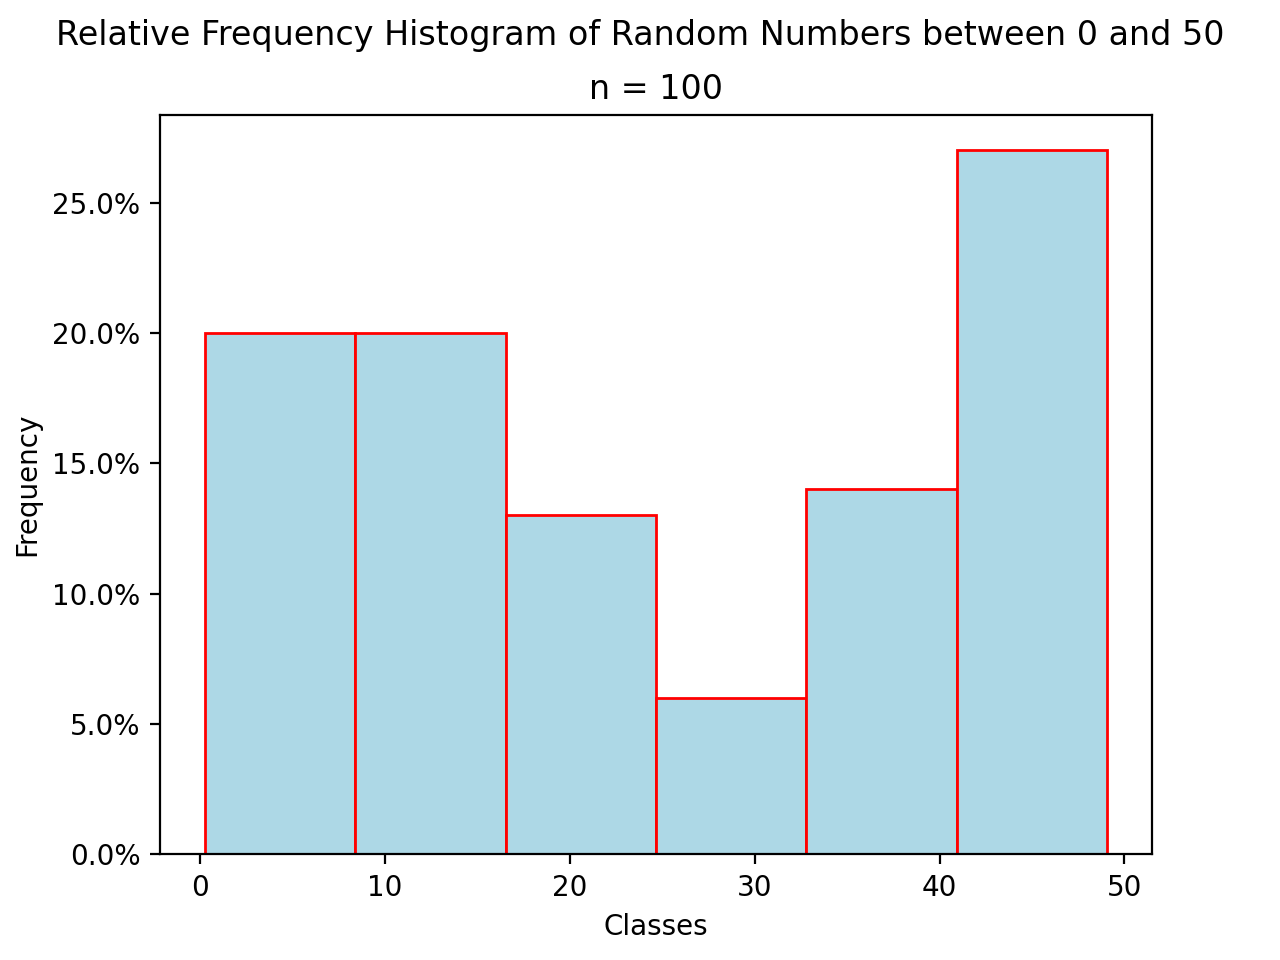 Relative Frequency Histogram of Random Numbers between 0 and 50
n = 100
25.0%
20.0%
15.0%
10.0%
5.0%
0.0%
Frequency
0 10 20 30 40 50
Classes